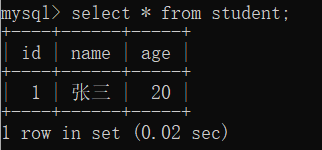 mysql> select * from student;
+----+------+-----+
| id | name | age |
+----+------+-----+
| 1 | 张三 | 20 |
+----+------+-----+
1 row in set (0.02 sec)